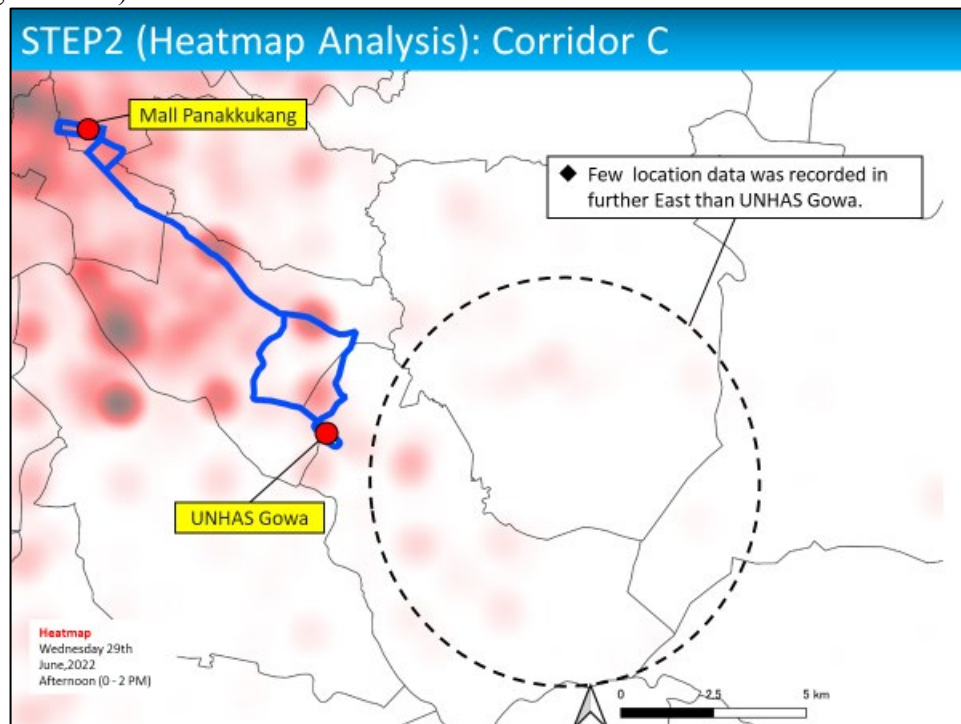 STEP2 (Heatmap Analysis): Corridor C
Mall Panakkukang
◆ Few location data was recorded in
further East than UNHAS Gowa.
UNHAS Gowa
Heatmap
Wednesday 29th
June,2022
Afternoon (0 - 2 PM)
0 2.5 5 km